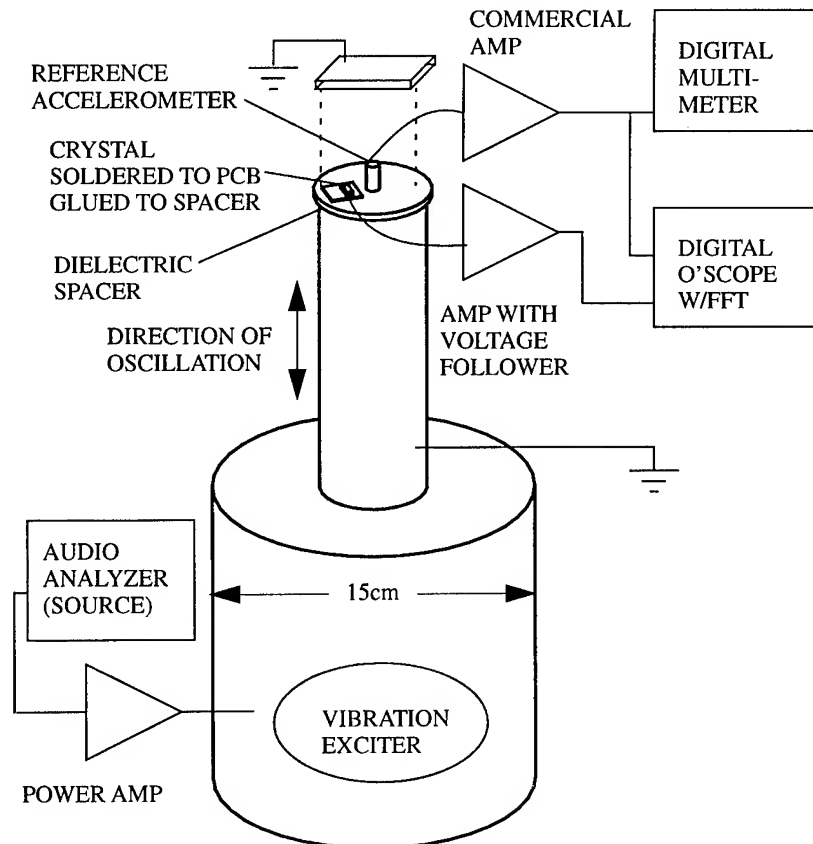 COMMERCIAL
AMP
DIGITAL
MULTI-
METER
REFERENCE
ACCELEROMETER
CRYSTAL
SOLDERED TO PCB
GLUED TO SPACER
DIELECTRIC
SPACER
DIGITAL
O'SCOPE
W/FFT
DIRECTION OF
OSCILLATION
AMP WITH
VOLTAGE
FOLLOWER
AUDIO
ANALYZER
(SOURCE)
15cm
VIBRATION
EXCITER
POWER AMP